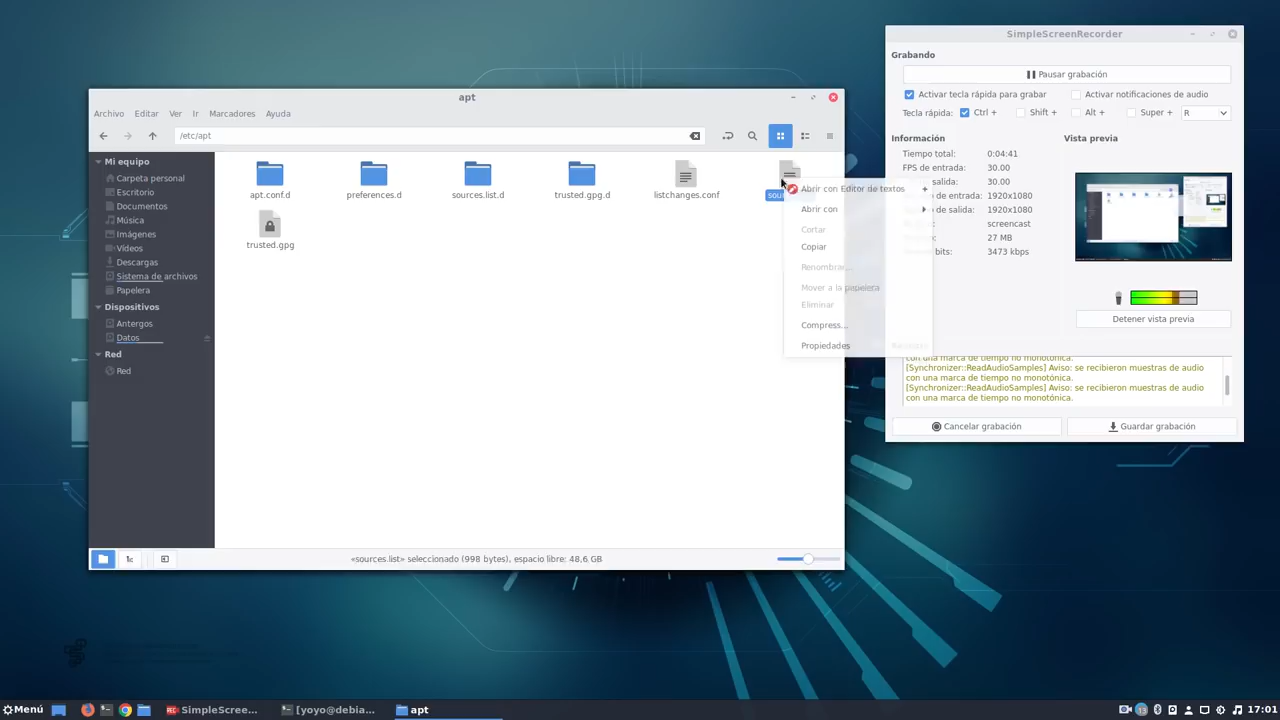 apt
Archivo Editar Ver Ir Marcadores Ayuda
/etc/apt
Mi equipo
Carpeta personal
Escritorio
Documentos
Música
Imágenes
Vídeos
Descargas
Sistema de archivos
Papelera
Dispositivos
Antergos
Datos
Red
Red
apt.conf.d
preferences.d
sources.list.d
trusted.gpg.d
listchanges.conf
trusted.gpg
Abrir con Editor de textos
Abrir con
Cortar
Copiar
Renombrar...
Mover a la papelera
Eliminar
Compress...
Propiedades
«sources.list» seleccionado (998 bytes), espacio libre: 48,6 GB
SimpleScreenRecorder
Grabando
Pausar grabación
Activar tecla rápida para grabar Activar notificaciones de audio
Tecla rápida: Ctrl + Shift + Alt + Super + R
Información
Vista previa
Tiempo total: 0:04:41
FPS de entrada: 30.00
salida: 30.00
de entrada: 1920x1080
de salida: 1920x1080
screencast
27 MB
bits: 3473 kbps
Detener vista previa
con una marca de tiempo no monotónica.
[Synchronizer::ReadAudioSamples] Aviso: se recibieron muestras de audio
con una marca de tiempo no monotónica.
[Synchronizer::ReadAudioSamples] Aviso: se recibieron muestras de audio
con una marca de tiempo no monotónica.
Cancelar grabación
Guardar grabación
Menú
SimpleScree...
[yoyo@debia...
apt
17:01